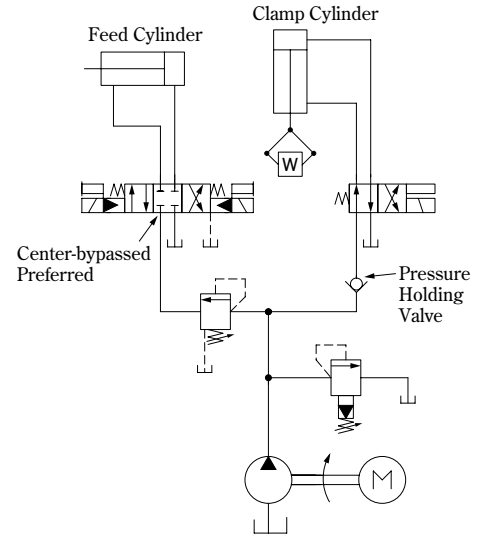 Clamp Cylinder
Feed Cylinder
W
Center-bypassed
Preferred
Pressure
Holding
Valve
M